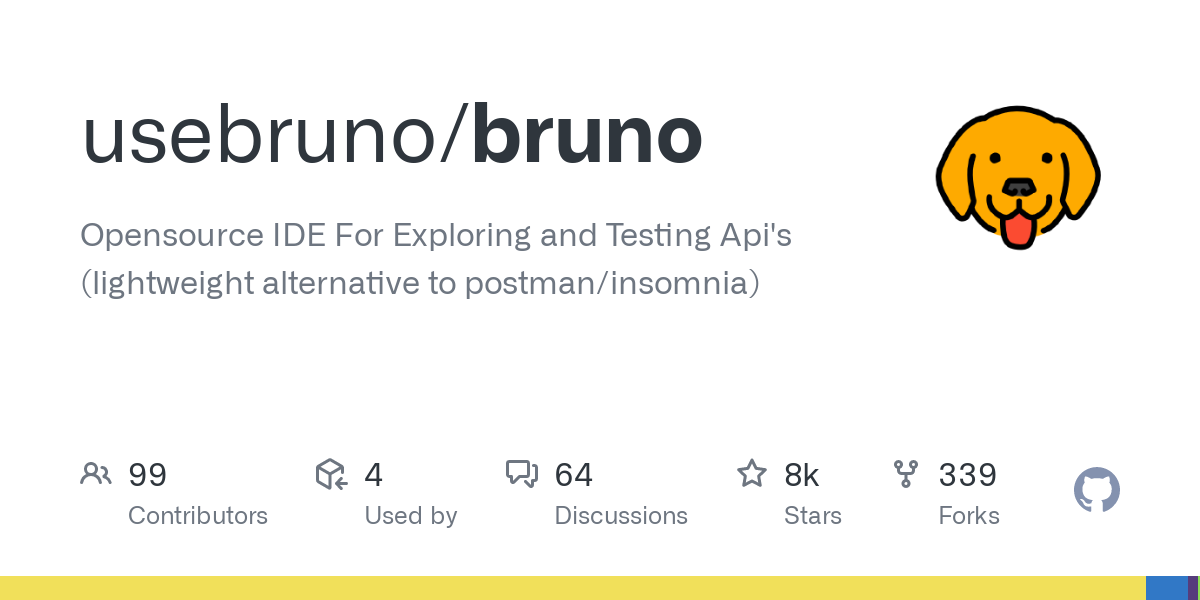 usebruno/bruno
Opensource IDE For Exploring and Testing Api's
(lightweight alternative to postman/insomnia)
99 4 64 8k 339
Contributors Used by Discussions Stars Forks